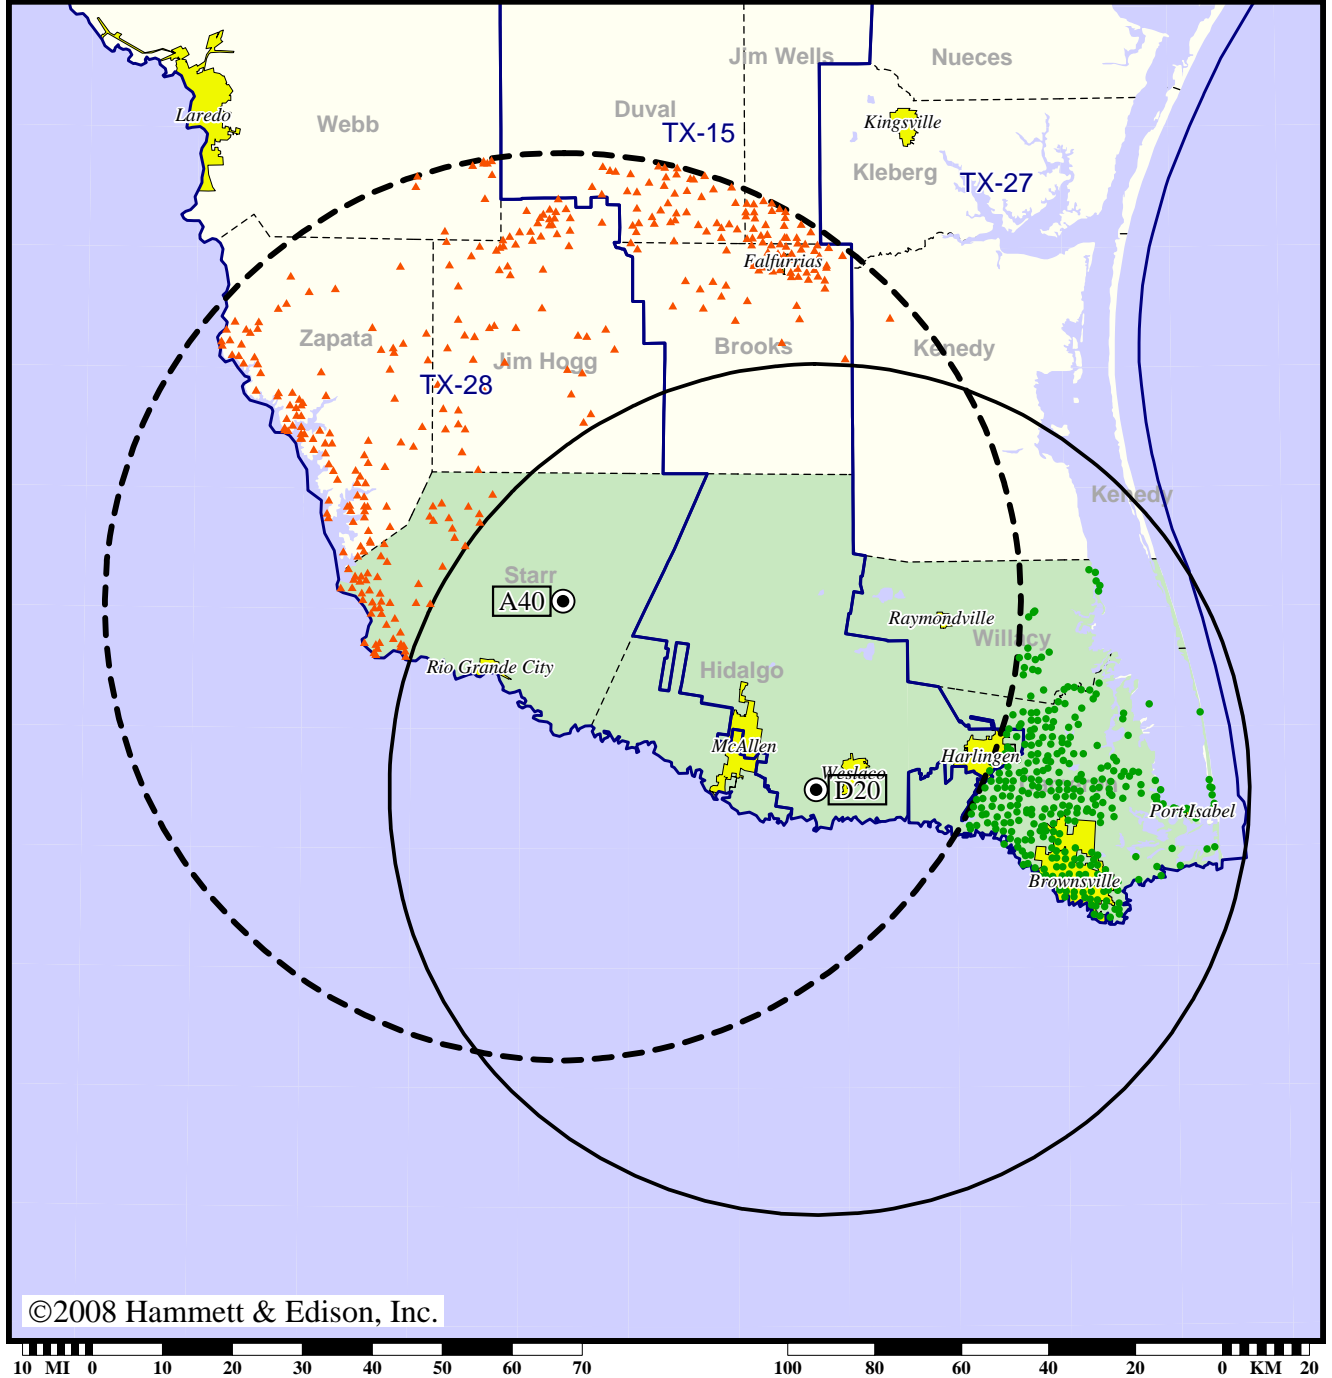 Jim Wells
Nueces
Duval
Laredo
Webb
TX-15
Kingsville
Kleberg
TX-27
Falfurrias
Zapata
Brooks
Kenedy
Jim Hogg
TX-28
Kenedy
Starr
A40
Raymondville
Willacy
Rio Grande City
Hidalgo
McAllen
Harlingen
Weslaco
D20
Port Isabel
Brownsville
©2008 Hammett & Edison, Inc.
10 MI 0 10 20 30 40 50 60 70 100 80 60 40 20 0 KM 20